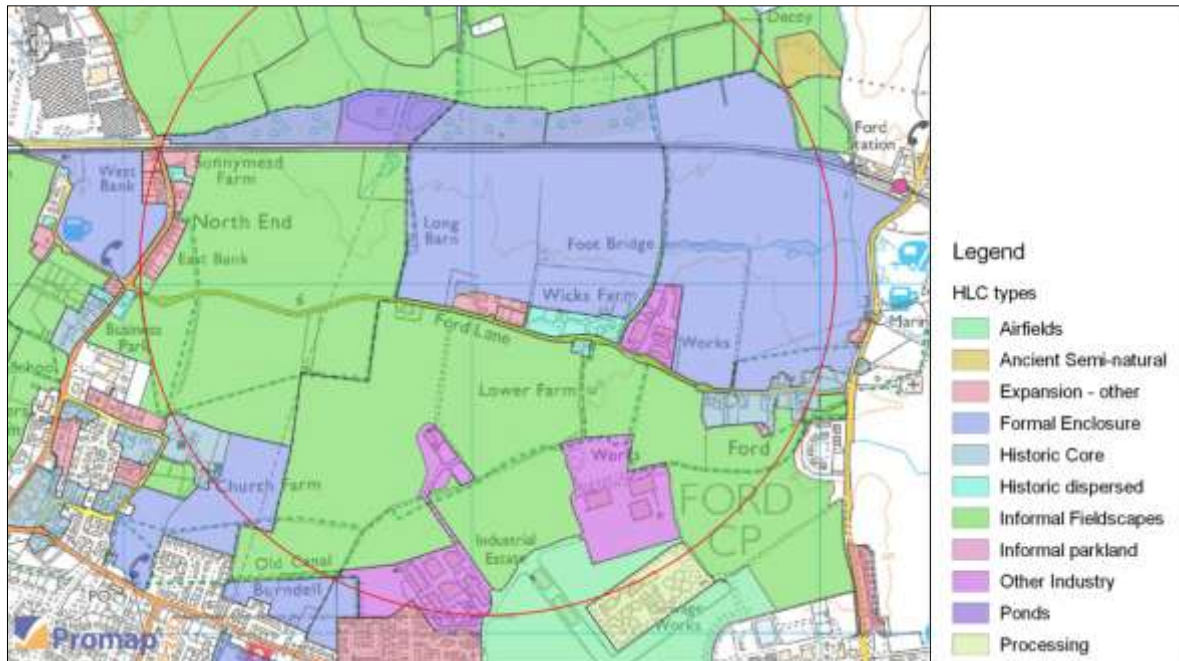 Decoy
Ford
Station
West
Bank
Sunnymead
Farm
North End
East Bank
Long
Barn
Foot Bridge
Wicks Farm
Works
Ford Lane
6
Business
Park
School
Lower Farm
Ford
Works
FORD
CP
Church Farm
Industrial
Estate
Old Canal
Burndell
PO
Works
Promap
Legend
HLC types
Airfields
Ancient Semi-natural
Expansion - other
Formal Enclosure
Historic Core
Historic dispersed
Informal Fieldscapes
Informal parkland
Other Industry
Ponds
Processing